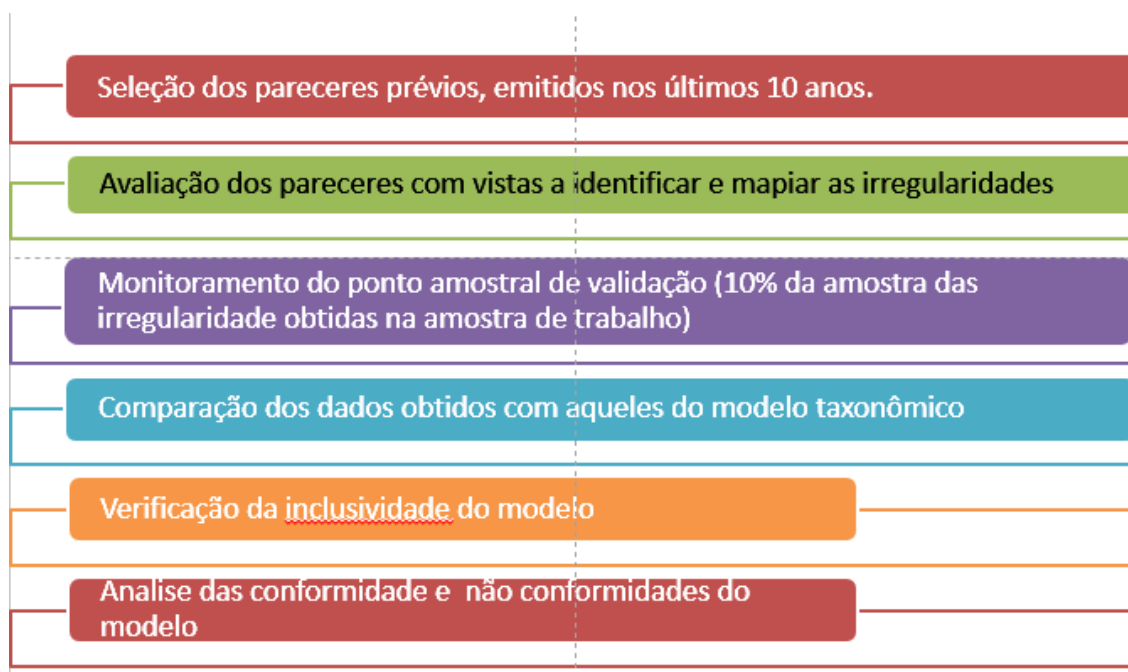 Seleção dos pareceres prévios, emitidos nos últimos 10 anos.
Avaliação dos pareceres com vistas a identificar e mapiar as irregularidades
Monitoramento do ponto amostral de validação (10% da amostra das
irregularidade obtidas na amostra de trabalho)
Comparação dos dados obtidos com aqueles do modelo taxonômico
Verificação da inclusividade do modelo
Analise das conformidade e  não conformidades do
modelo